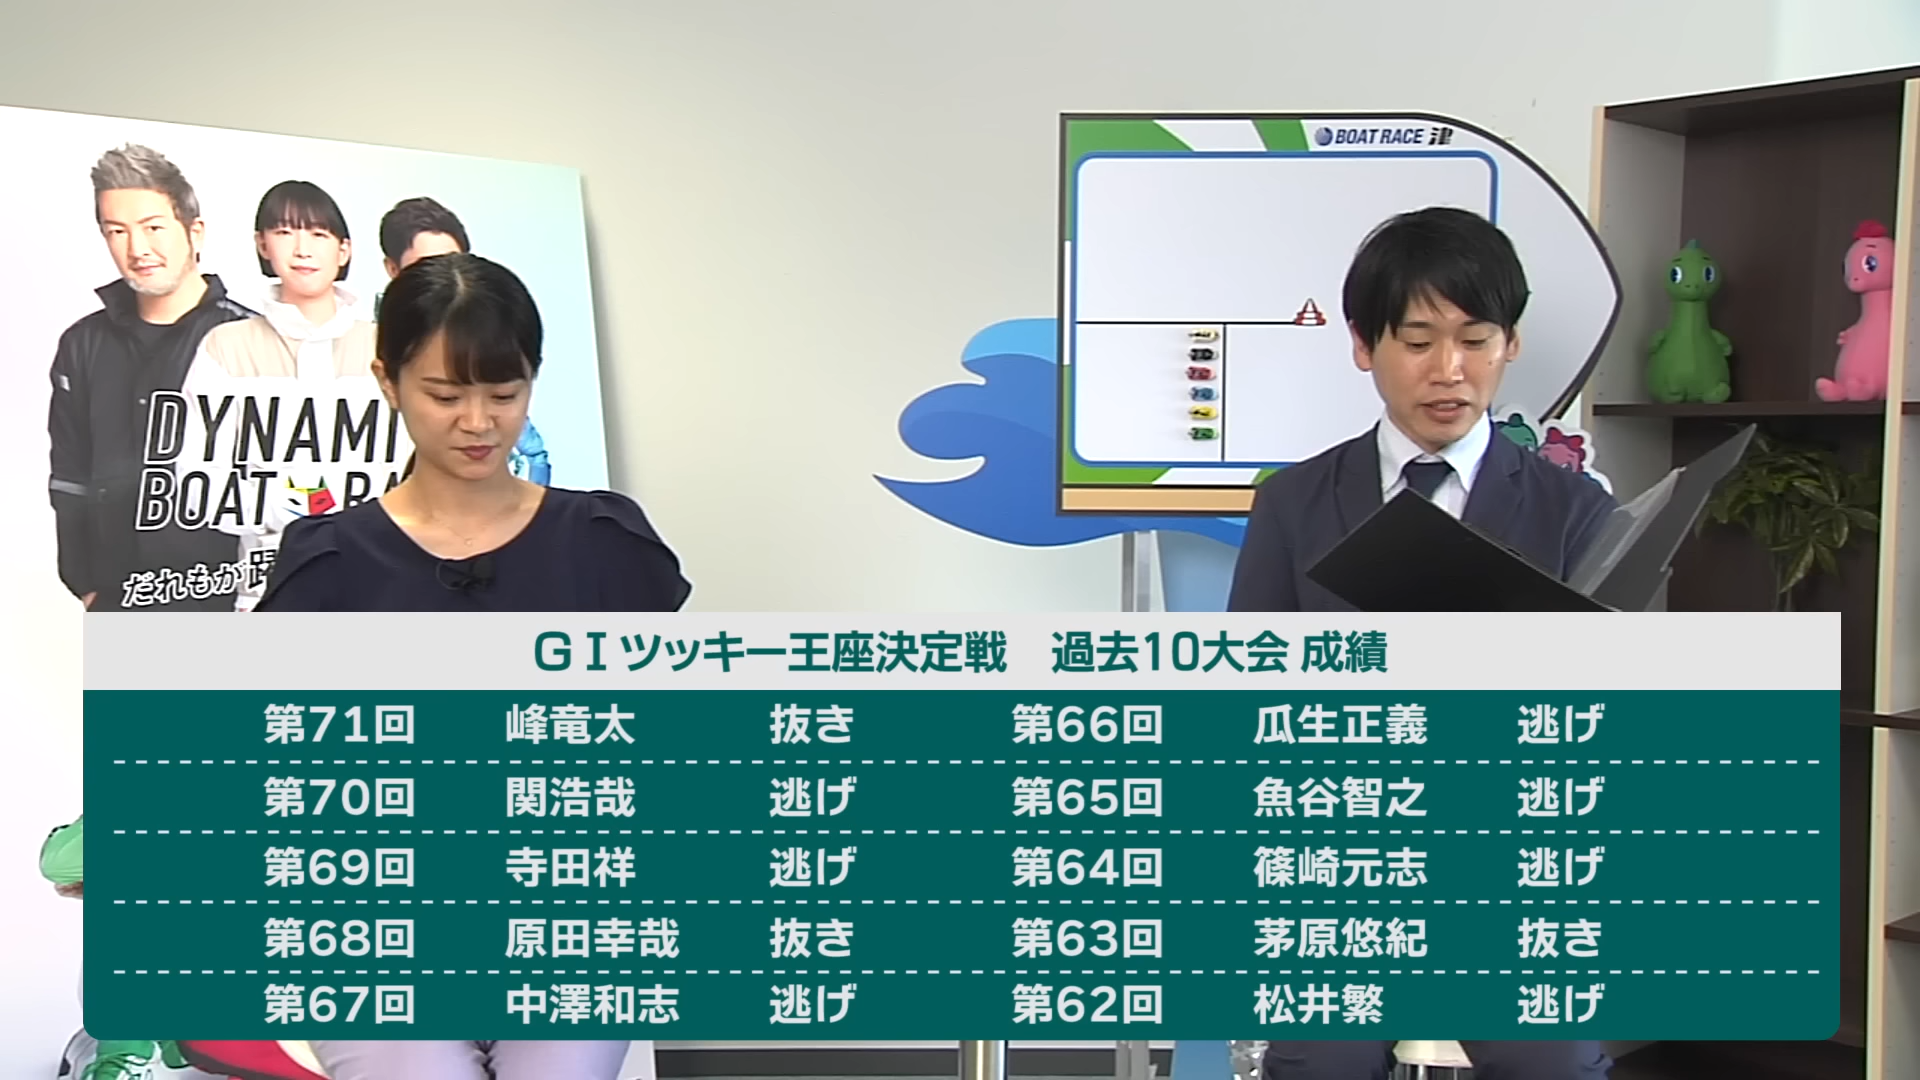 BOAT RACE 津
DYNAMI
BOAT RA
だれもが躍
GⅠツッキー王座決定戦　過去10大会 成績
第71回 峰竜太 抜き 第66回 瓜生正義 逃げ
第70回 関浩哉 逃げ 第65回 魚谷智之 逃げ
第69回 寺田祥 逃げ 第64回 篠崎元志 逃げ
第68回 原田幸哉 抜き 第63回 茅原悠紀 抜き
第67回 中澤和志 逃げ 第62回 松井繁 逃げ